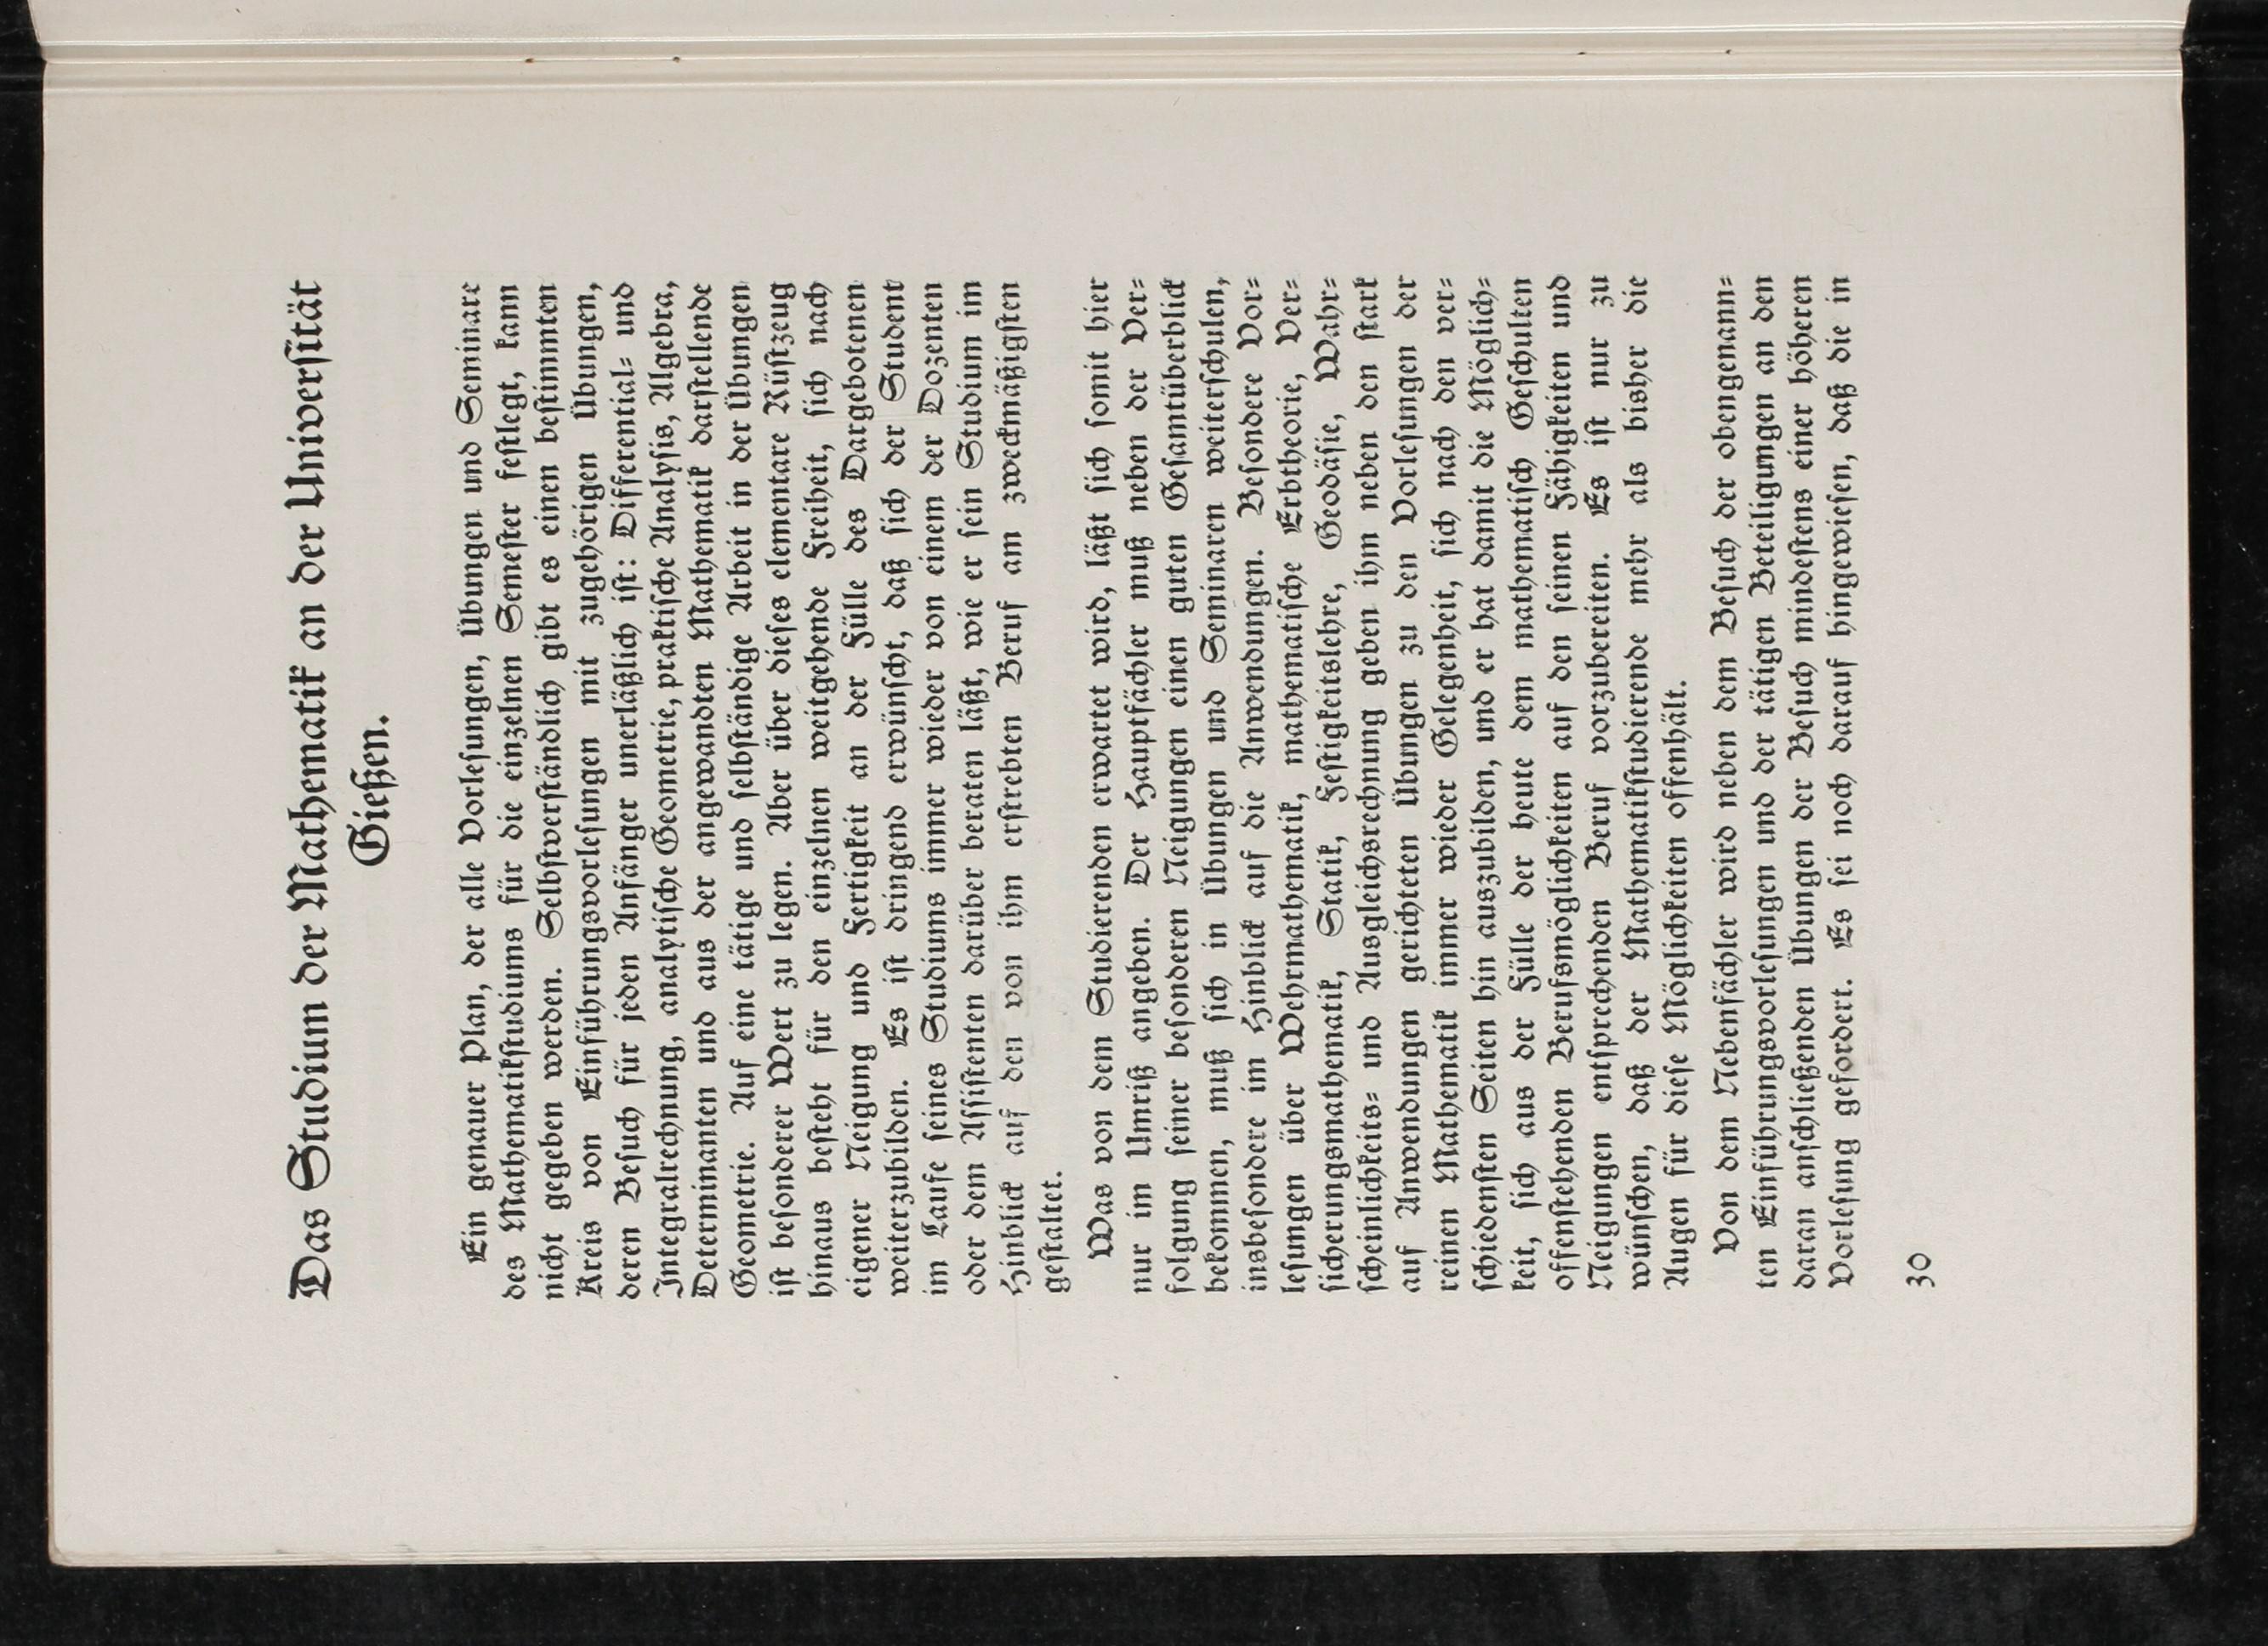 Das Studium der Mathematik an der Universität
Gießen.
Ein genauer Plan, der alle Vorlesungen, Übungen und Seminare
des Mathematikstudiums für die einzelnen Semester festlegt, kann
nicht gegeben werden. Selbstverständlich gibt es einen bestimmten
Kreis von Einführungsvorlesungen mit zugehörigen Übungen,
deren Besuch für jeden Anfänger unerläßlich ist: Differential- und
Integralrechnung, analytische Geometrie, praktische Analysis, Algebra,
Determinanten und aus der angewandten Mathematik darstellende
Geometrie. Auf eine tätige und selbständige Arbeit in der Übungen
ist besonderer Wert zu legen. Aber über dieses elementare Rüstzeug
hinaus besteht für den einzelnen weitgehende Freiheit, sich nach
eigener Neigung und Fertigkeit an der Fülle des Dargebotenen
weiterzubilden. Es ist dringend erwünscht, daß sich der Student
im Laufe seines Studiums immer wieder von einem der Dozenten
oder dem Assistenten darüber beraten läßt, wie er sein Studium im
Hinblick auf den von ihm erstrebten Beruf am zweckmäßigsten
gestaltet.
Was von dem Studierenden erwartet wird, läßt sich somit hier
nur im Umriß angeben. Der Hauptfächler muß neben der Ver-
folgung seiner besonderen Neigungen einen guten Gesamtüberblick
bekommen, muß sich in Übungen und Seminaren weiterschulen,
insbesondere im Hinblick auf die Anwendungen. Besondere Vor-
lesungen über Wehrmathematik, mathematische Erbtheorie, Ver-
sicherungsmathematik, Statik, Festigkeitslehre, Geodäsie, Wahr-
scheinlichkeits- und Ausgleichsrechnung geben ihm neben den stark
auf Anwendungen gerichteten Übungen zu den Vorlesungen der
reinen Mathematik immer wieder Gelegenheit, sich nach den ver-
schiedensten Seiten hin auszubilden, und er hat damit die Möglich-
keit, sich aus der Fülle der heute dem mathematisch Geschulten
offenstehenden Berufsmöglichkeiten auf den seinen Fähigkeiten und
Neigungen entsprechenden Beruf vorzubereiten. Es ist nur zu
wünschen, daß der Mathematikstudierende mehr als bisher die
Augen für diese Möglichkeiten offenhält.
Von dem Nebenfächler wird neben dem Besuch der obengenann-
ten Einführungsvorlesungen und der tätigen Beteiligungen an den
daran anschließenden Übungen der Besuch mindestens einer höheren
Vorlesung gefordert. Es sei noch darauf hingewiesen, daß die in
30